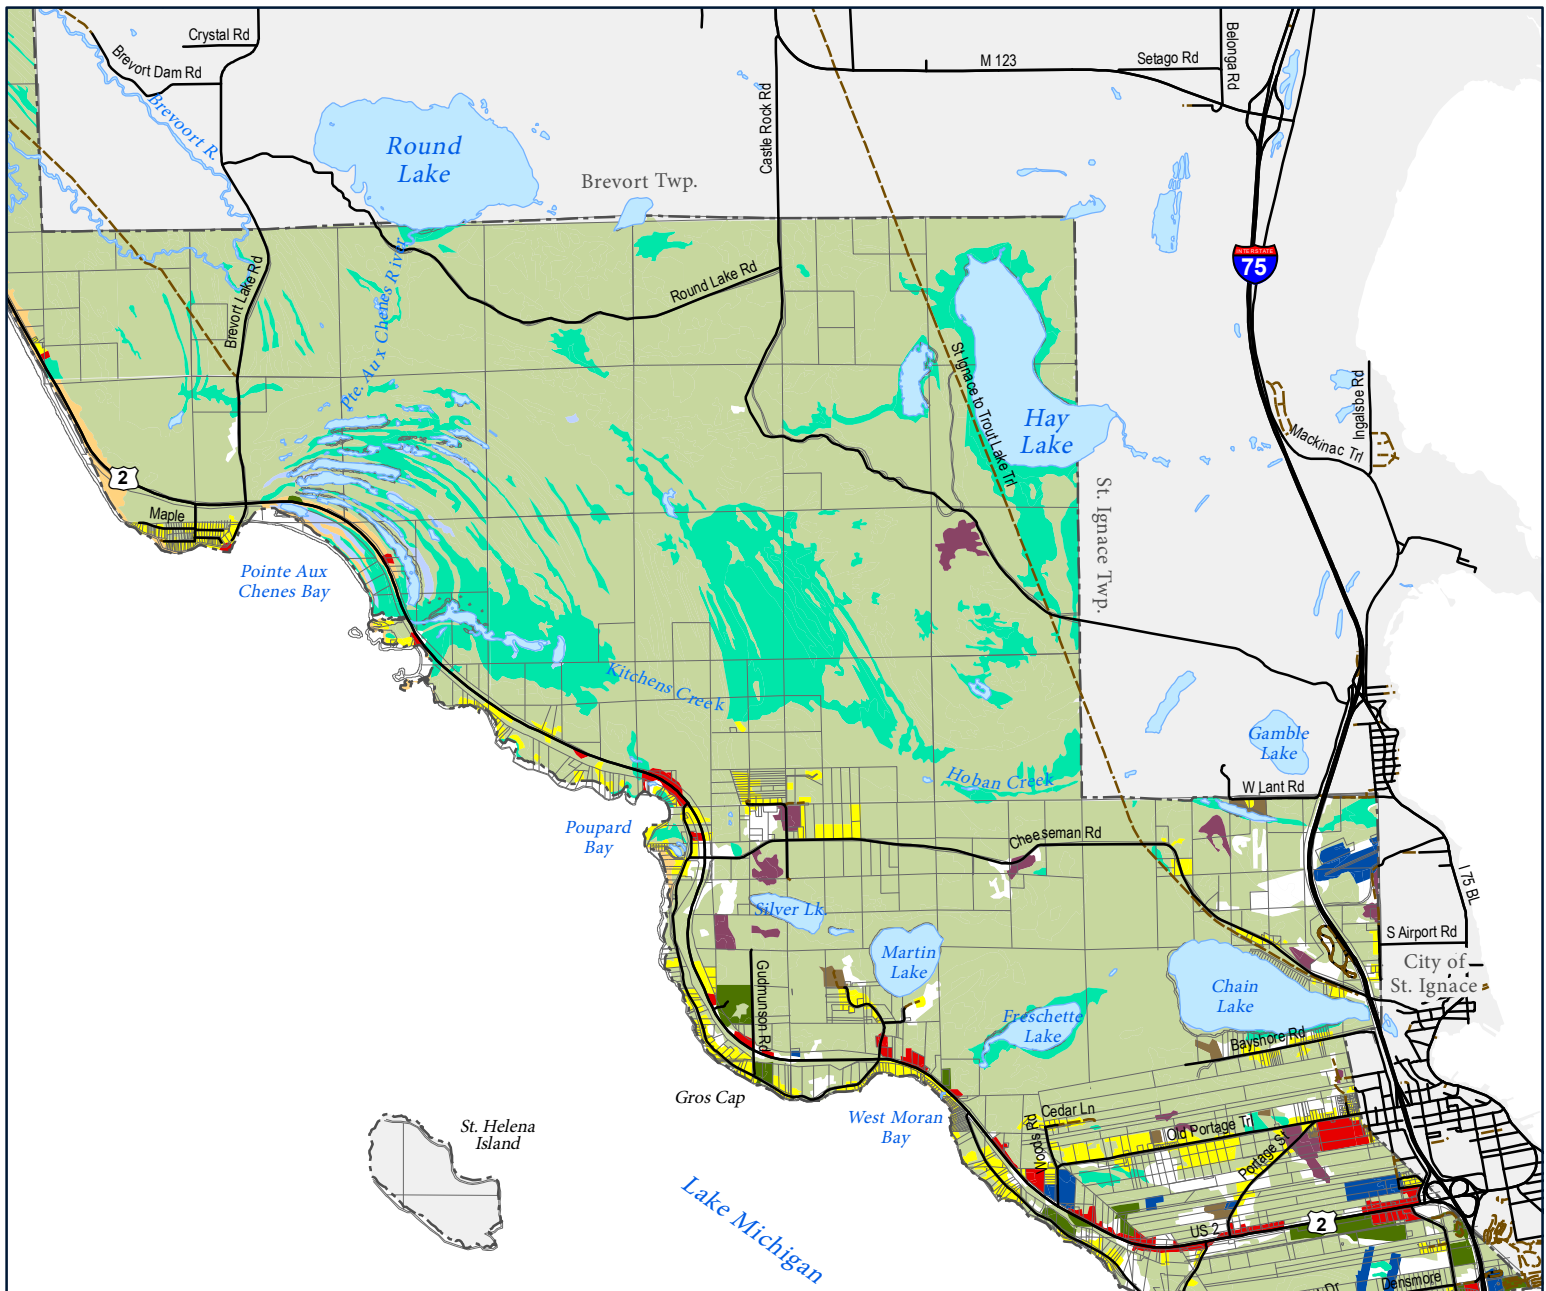 Crystal Rd
Brevort Dam Rd
Brevoort R.
Round
Lake
Brevort Twp.
Castle Rock Rd
M 123
Setago Rd
Belonga Rd
INTERSTATE
75
Brevort Lake Rd
Pte. Aux Chenes River
Round Lake Rd
St Ignace to Trout Lake Trl
Hay
Lake
Ingalsbe Rd
Mackinac Trl
2
Maple
St. Ignace Twp.
Pointe Aux
Chenes Bay
Kitchens Creek
Gamble
Lake
Hoban Creek
W Lant Rd
Poupard
Bay
Cheeseman Rd
I 75 BL
Silver Lk.
S Airport Rd
Martin
Lake
City of
St. Ignace
Chain
Lake
Gudmunson Rd
Freschette
Lake
Bayshore Rd
Gros Cap
West Moran
Bay
Cedar Ln
Woods Rd
Old Portage Trl
Portage St
St. Helena
Island
Lake Michigan
US 2
2
Dr
Densmore